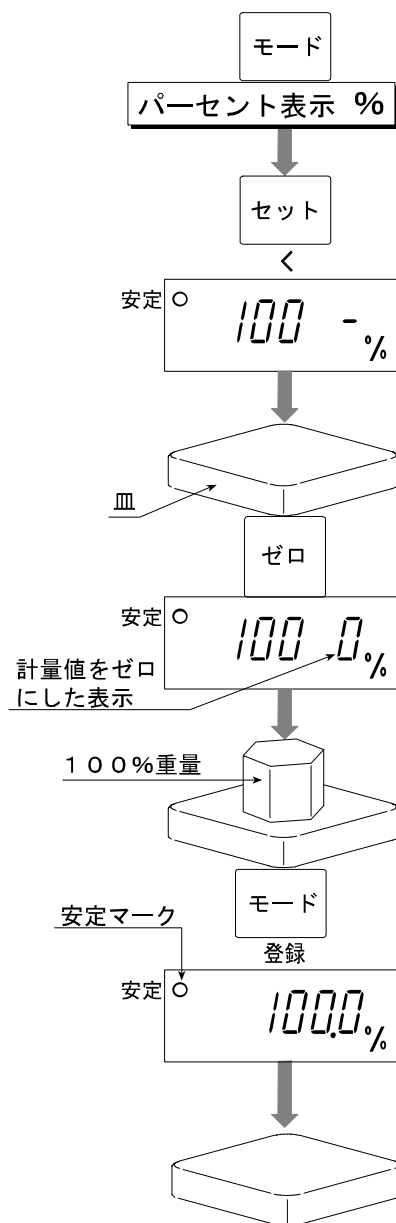 モード
パーセント表示 %
セット
く
安定 100 - %
皿
ゼロ
安定 100 0%
計量値をゼロ
にした表示
100%重量
モード
安定マーク
登録
安定 100.0%